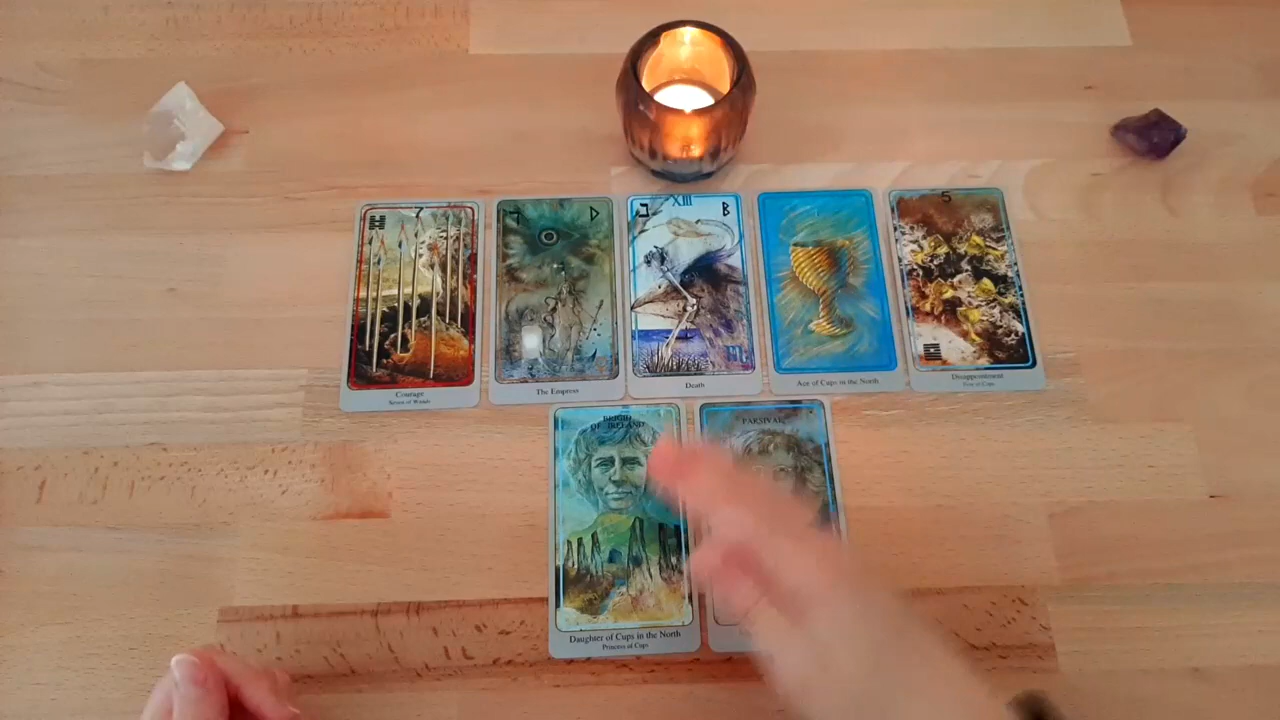 7
Courage
Seven of Wands
The Empress
XIII
Death
Ace of Cups in the North
5
Disappointment
Five of Cups
BRIGID
OF IRELAND
Daughter of Cups in the North
Princess of Cups
PARSIVAL